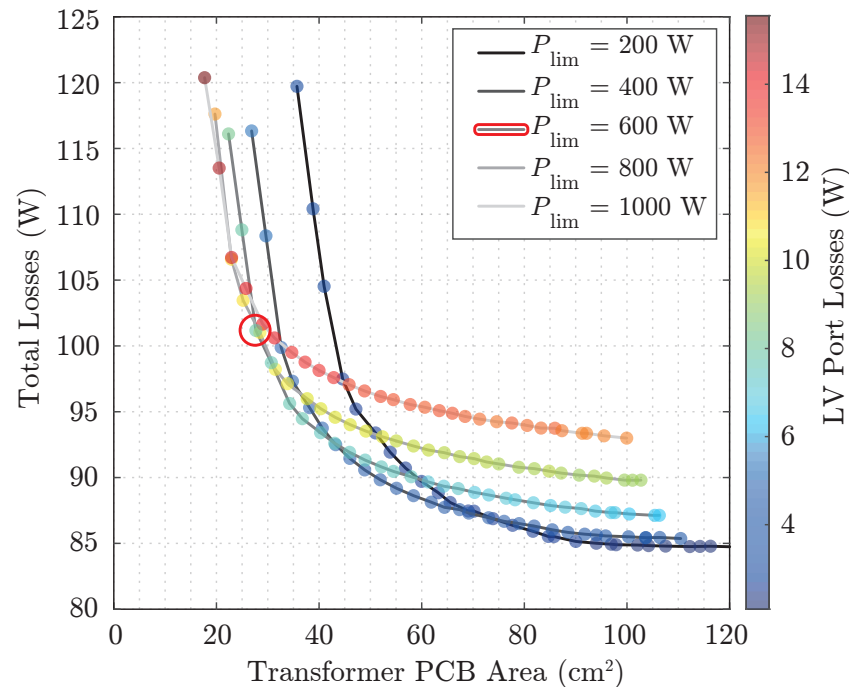 125
120
115
110
105
100
95
90
85
80
Total Losses (W)
0
20
40
60
80
100
120
Transformer PCB Area (cm²)
P_lim = 200 W
P_lim = 400 W
P_lim = 600 W
P_lim = 800 W
P_lim = 1000 W
14
12
10
8
6
4
LV Port Losses (W)